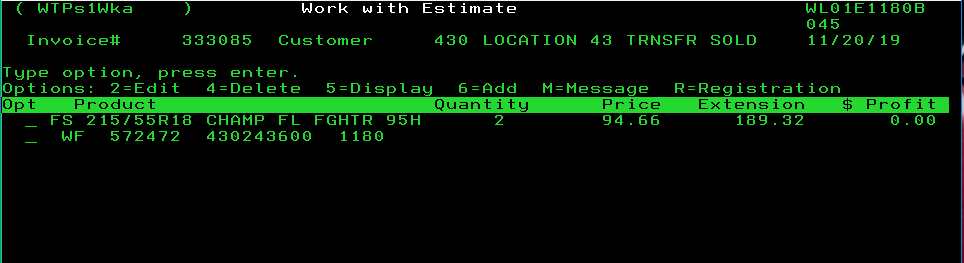 ( WTPs1Wka ) Work with Estimate WL01E1180B
045
Invoice# 333085 Customer 430 LOCATION 43 TRNSFR SOLD 11/20/19
Type option, press enter.
Options: 2=Edit 4=Delete 5=Display 6=Add M=Message R=Registration
Opt Product Quantity Price Extension $ Profit
_ FS 215/55R18 CHAMP FL FGHTR 95H 2 94.66 189.32 0.00
_ WF 572472 430243600 1180